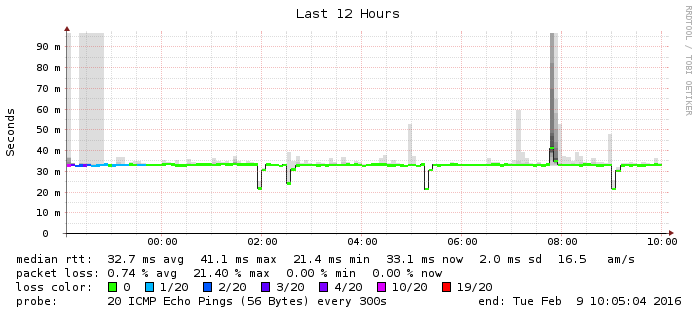 Last 12 Hours
RRDTOOL / TOBI OETIKER
Seconds
90 m
80 m
70 m
60 m
50 m
40 m
30 m
20 m
10 m
0
00:00 02:00 04:00 06:00 08:00 10:00
median rtt: 32.7 ms avg 41.1 ms max 21.4 ms min 33.1 ms now 2.0 ms sd 16.5 am/s
packet loss: 0.74 % avg 21.40 % max 0.00 % min 0.00 % now
loss color: 0 1/20 2/20 3/20 4/20 10/20 19/20
probe: 20 ICMP Echo Pings (56 Bytes) every 300s end: Tue Feb 9 10:05:04 2016